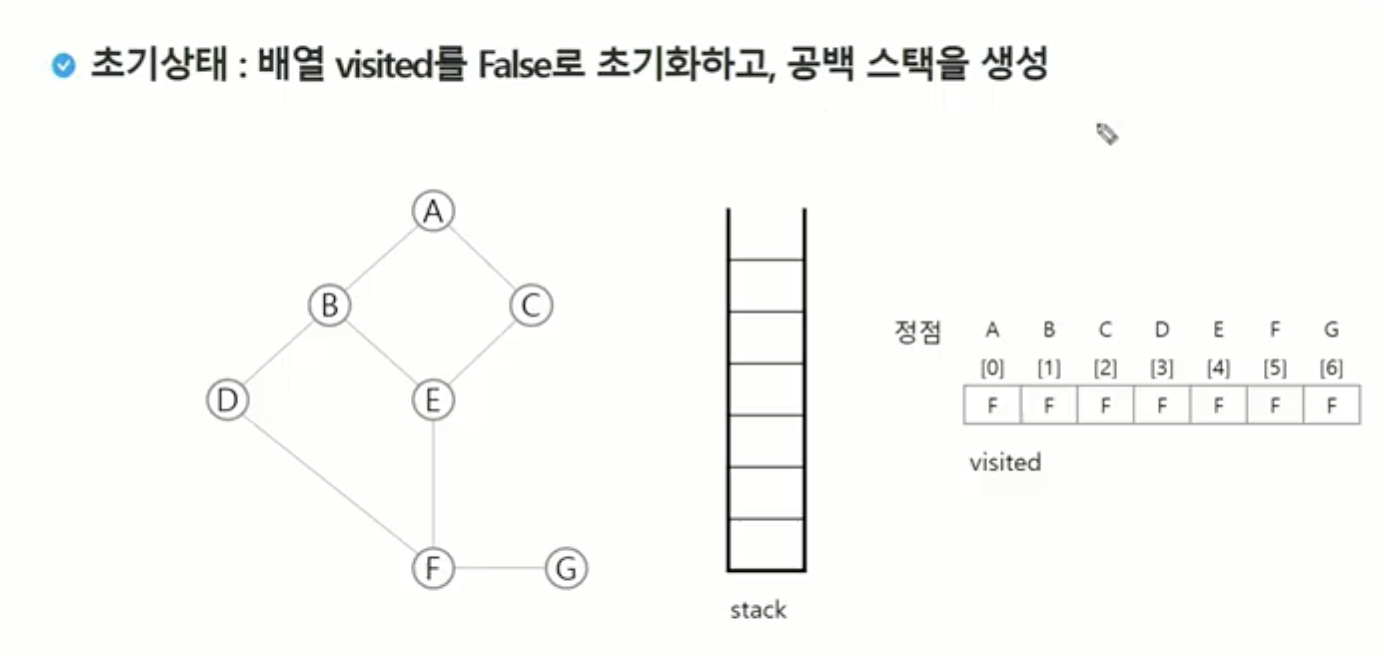 초기상태 : 배열 visited를 False로 초기화하고, 공백 스택을 생성
A
B
C
D
E
F
G
stack
정점 A B C D E F G
[0] [1] [2] [3] [4] [5] [6]
F F F F F F F
visited